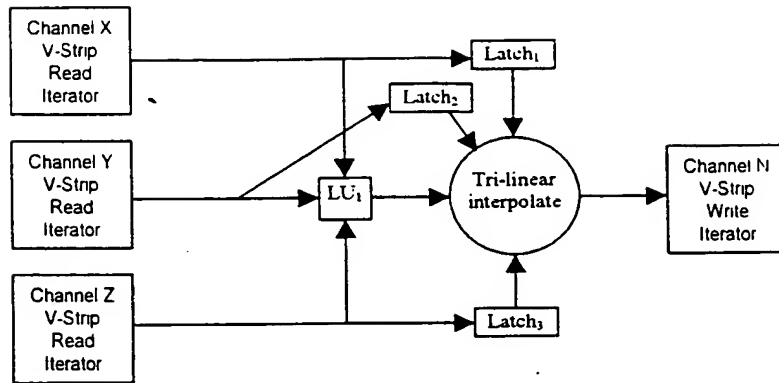 Channel X
V-Strip
Read
Iterator
Latch₁
Latch₂
Channel Y
V-Strip
Read
Iterator
LU₁
Tri-linear
interpolate
Channel N
V-Strip
Write
Iterator
Channel Z
V-Strip
Read
Iterator
Latch₃